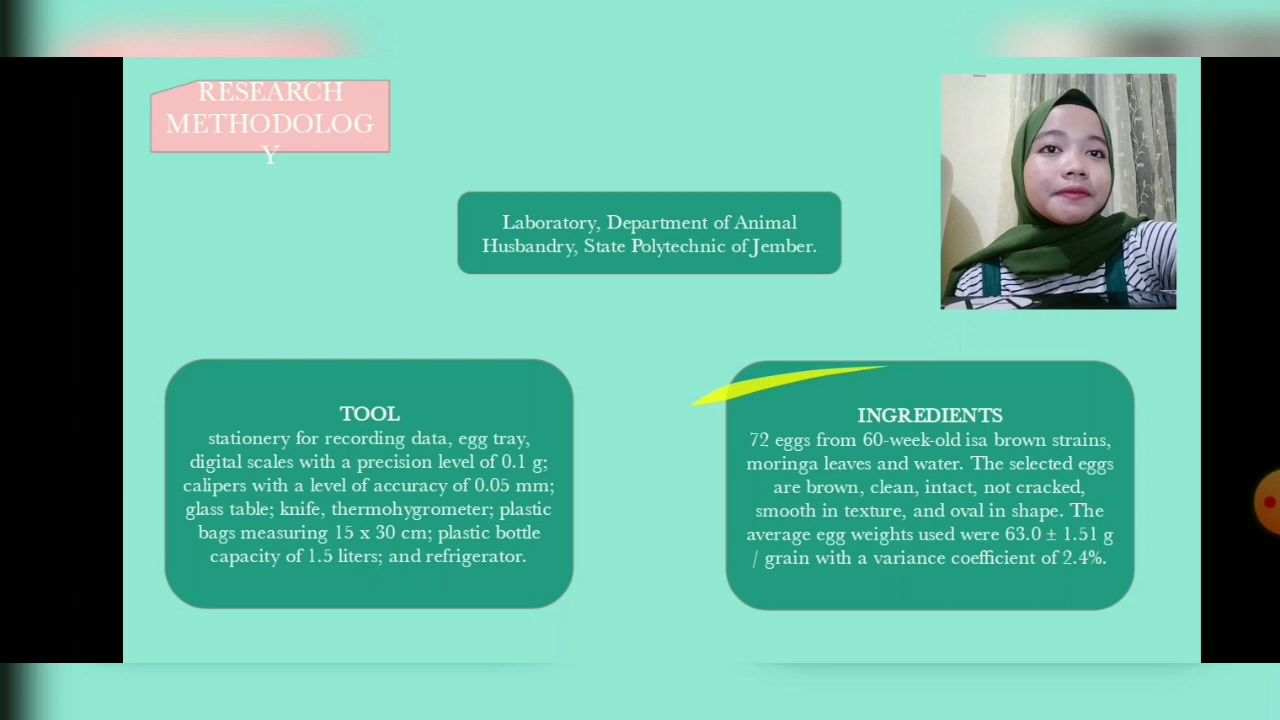 RESEARCH
METHODOLOG
Y
Laboratory, Department of Animal
Husbandry, State Polytechnic of Jember.
TOOL
stationery for recording data, egg tray,
digital scales with a precision level of 0.1 g;
calipers with a level of accuracy of 0.05 mm;
glass table; knife, thermohygrometer; plastic
bags measuring 15 x 30 cm; plastic bottle
capacity of 1.5 liters; and refrigerator.
INGREDIENTS
72 eggs from 60-week-old isa brown strains,
moringa leaves and water. The selected eggs
are brown, clean, intact, not cracked,
smooth in texture, and oval in shape. The
average egg weights used were 63.0 ± 1.51 g
/ grain with a variance coefficient of 2.4%.